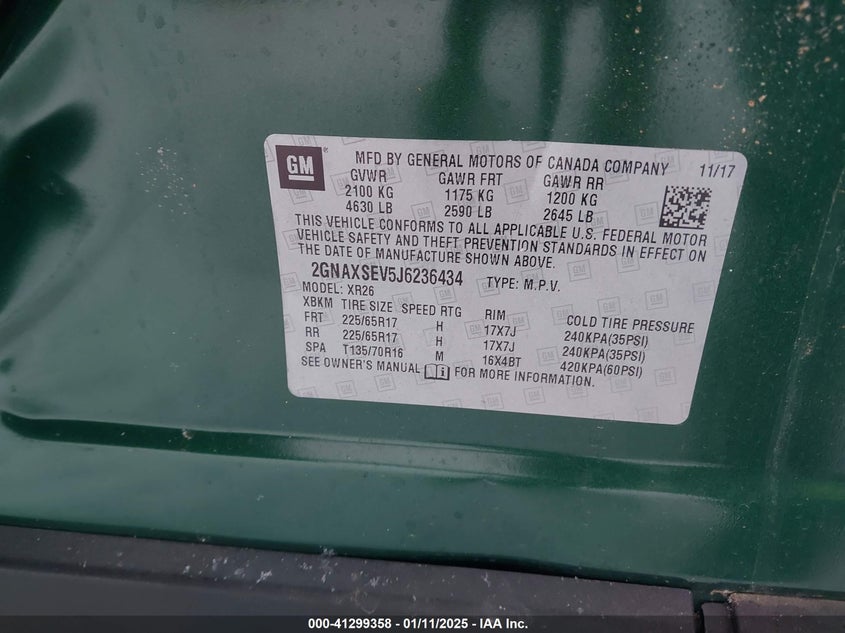 GM
MFD BY GENERAL MOTORS OF CANADA COMPANY 11/17
GVWR GAWR FRT GAWR RR
2100 KG 1175 KG 1200 KG
4630 LB 2590 LB 2645 LB
THIS VEHICLE CONFORMS TO ALL APPLICABLE U.S. FEDERAL MOTOR
VEHICLE SAFETY AND THEFT PREVENTION STANDARDS IN EFFECT ON
THE DATE OF MANUFACTURE SHOWN ABOVE.
2GNAXSEV5J6236434 TYPE: M.P.V.
MODEL: XR26
XBKM TIRE SIZE SPEED RTG RIM COLD TIRE PRESSURE
FRT 225/65R17 H 17X7J 240KPA(35PSI)
RR 225/65R17 H 17X7J 240KPA(35PSI)
SPA T135/70R16 M 16X4BT 420KPA(60PSI)
SEE OWNER'S MANUAL FOR MORE INFORMATION.
000-41299358 - 01/11/2025 - IAA Inc.